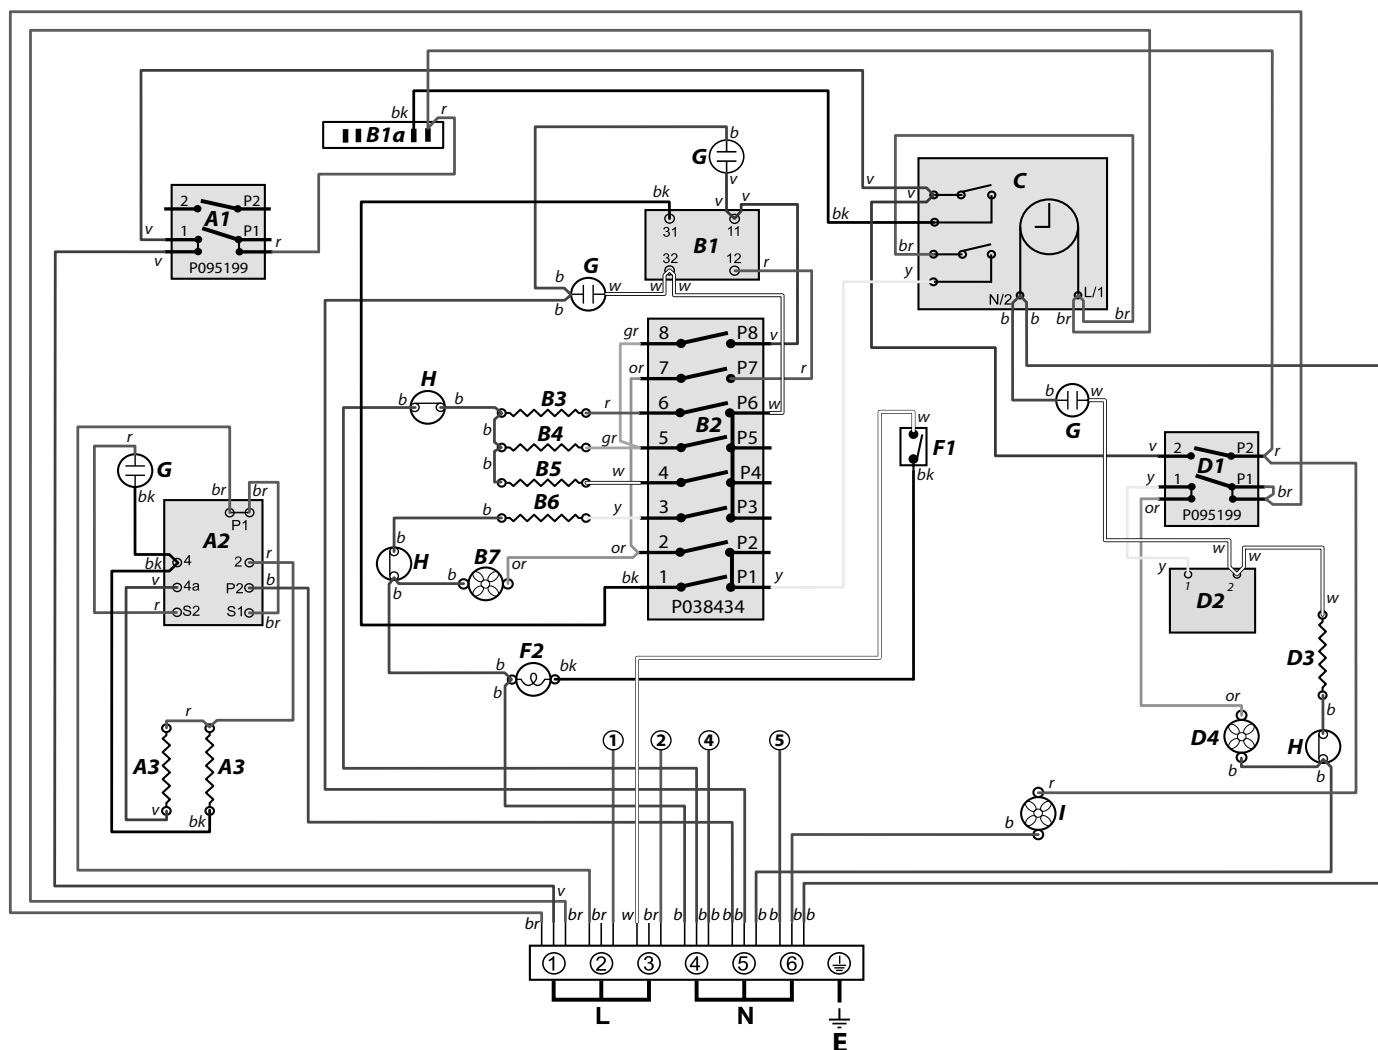 bk
r
B1a
b
G
v
v
v
bk
31
11
B1
32
12
r
v
v
bk
C
br
y
N/2
L/1
b
b
br
br
2
P2
A1
1
P1
v
r
v
P095199
G
b
b
w
w
w
gr
8
P8
v
or
7
P7
r
H
b
b
B3
r
6
P6
w
B2
b
B4
gr
5
P5
b
B5
w
4
P4
B6
b
y
3
P3
b
H
B7
b
or
or
2
P2
b
bk
1
P1
y
P038434
w
F1
bk
b
w
G
v
2
P2
r
D1
y
1
P1
br
or
P095199
w
w
y
1
2
D2
w
D3
b
or
D4
H
b
b
r
G
bk
br
br
P1
A2
bk
4
2
r
v
4a
P2
b
r
S2
S1
br
r
A3
A3
v
bk
F2
b
b
bk
1
2
4
5
r
I
b
br
v
br
br
w
br
b
b
b
b
b
b
b
b
b
1
2
3
4
5
6
L
N
E